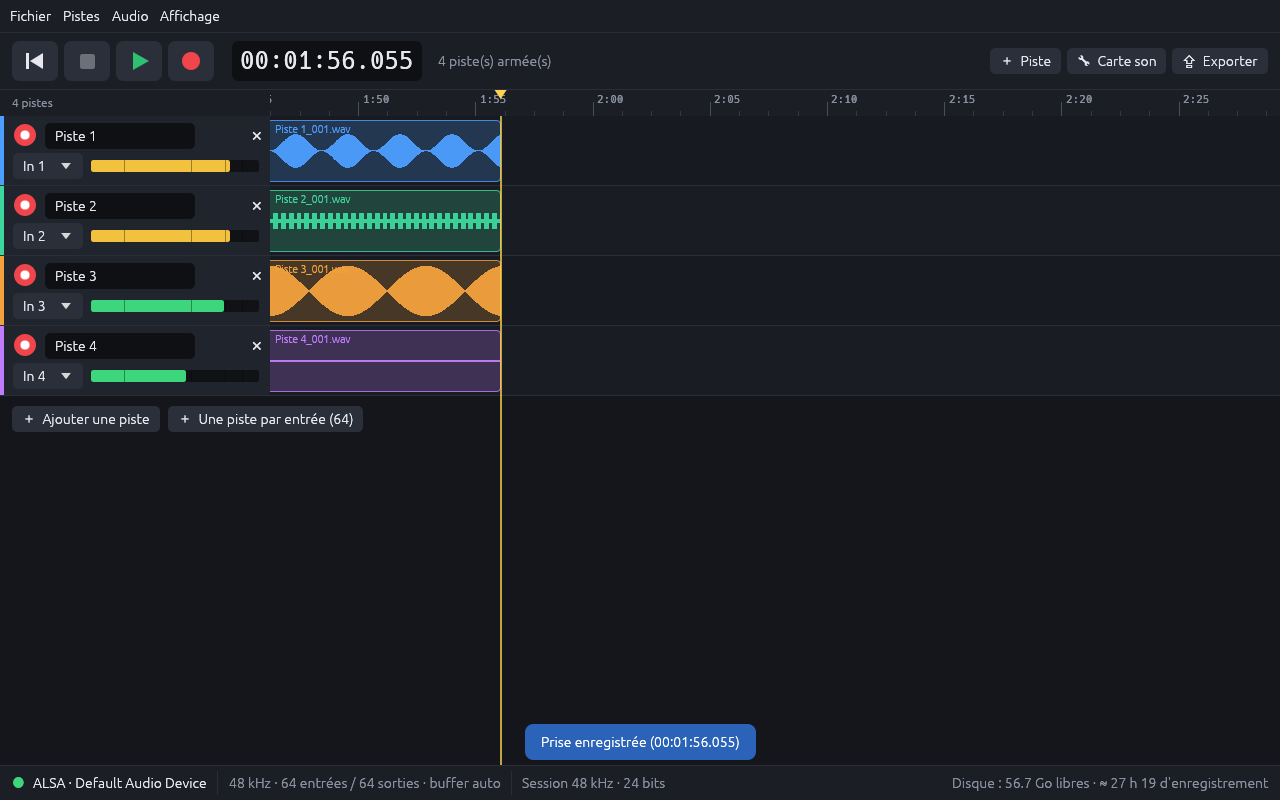 Fichier Pistes Audio Affichage
00:01:56.055 4 piste(s) armée(s) + Piste Carte son Exporter
4 pistes 1:50 1:55 2:00 2:05 2:10 2:15 2:20 2:25
Piste 1 ×
In 1
Piste 1_001.wav
Piste 2 ×
In 2
Piste 2_001.wav
Piste 3 ×
In 3
Piste 3_001.wav
Piste 4 ×
In 4
Piste 4_001.wav
+ Ajouter une piste + Une piste par entrée (64)
Prise enregistrée (00:01:56.055)
ALSA · Default Audio Device 48 kHz · 64 entrées / 64 sorties · buffer auto Session 48 kHz · 24 bits Disque : 56.7 Go libres · ≈ 27 h 19 d'enregistrement